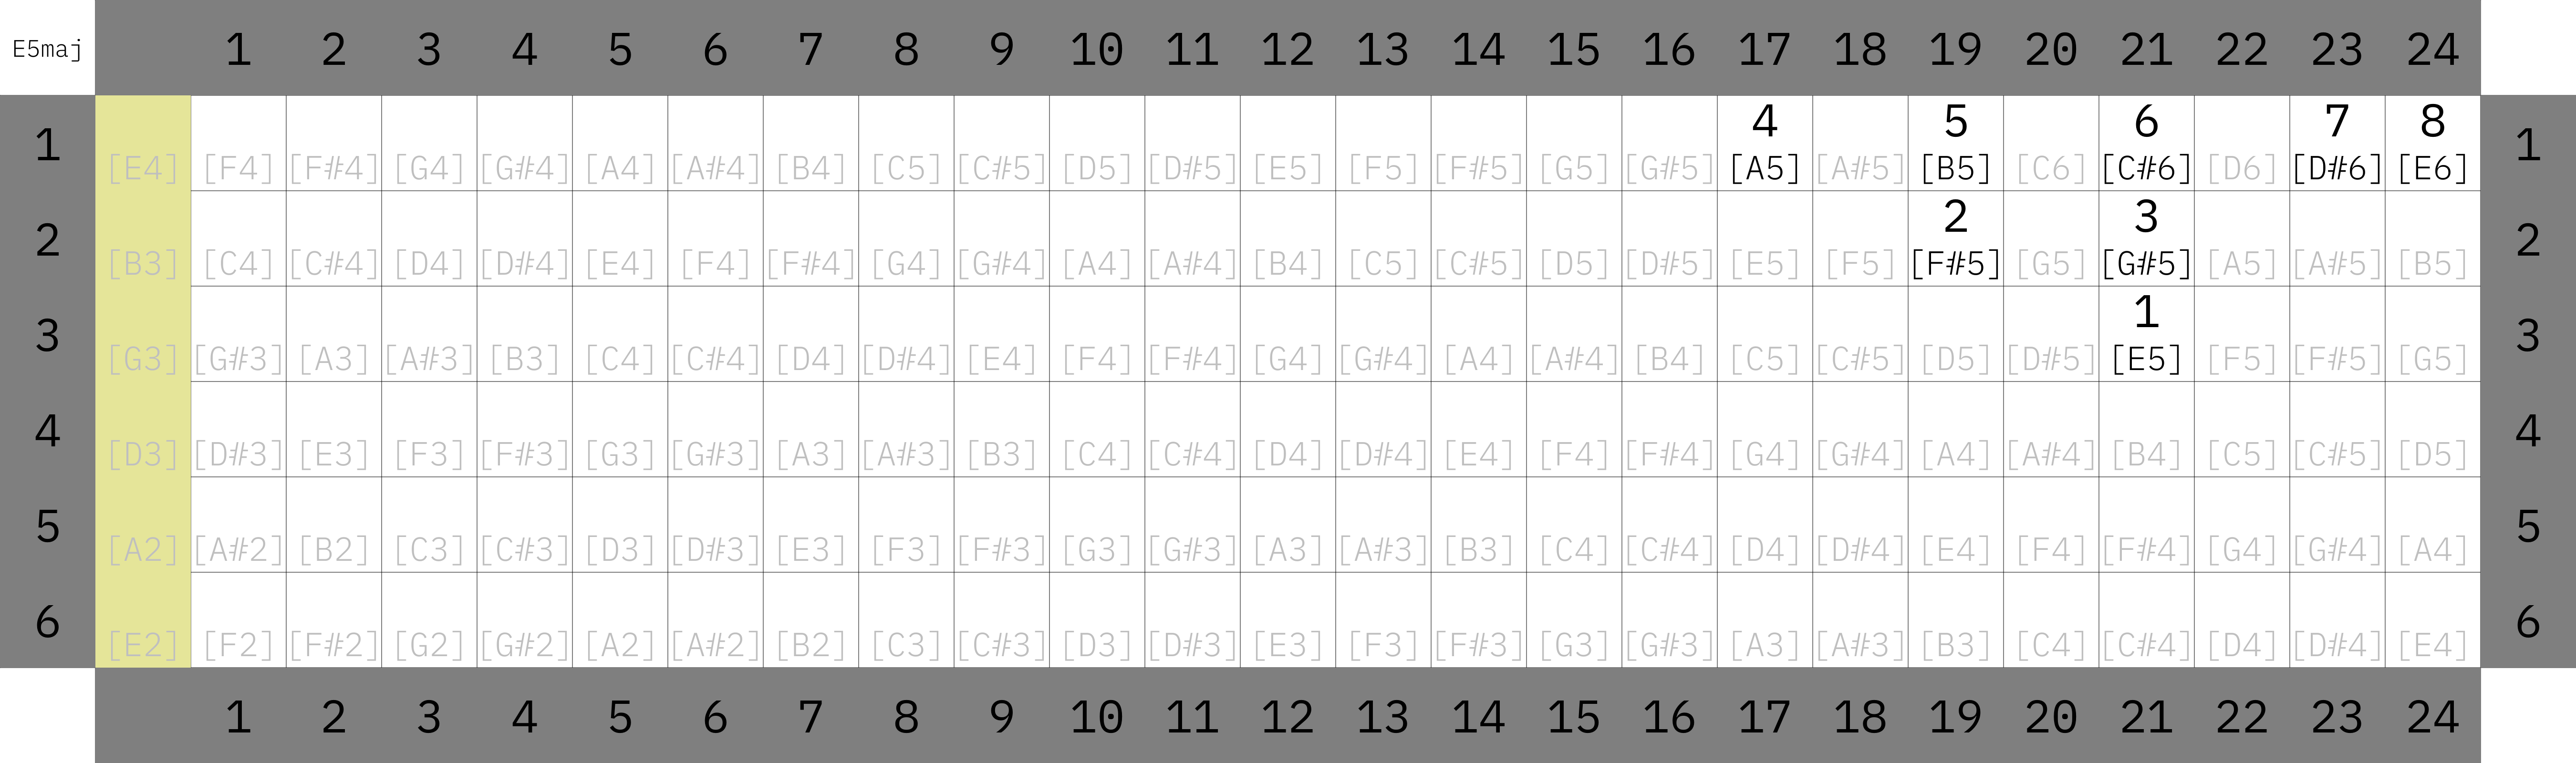 E5maj 1 2 3 4 5 6 7 8 9 10 11 12 13 14 15 16 17 18 19 20 21 22 23 24
4 5 6 7 8
1 [E4] [F4] [F#4] [G4] [G#4] [A4] [A#4] [B4] [C5] [C#5] [D5] [D#5] [E5] [F5] [F#5] [G5] [G#5] [A5] [A#5] [B5] [C6] [C#6] [D6] [D#6] [E6] 1
2 3
2 [B3] [C4] [C#4] [D4] [D#4] [E4] [F4] [F#4] [G4] [G#4] [A4] [A#4] [B4] [C5] [C#5] [D5] [D#5] [E5] [F5] [F#5] [G5] [G#5] [A5] [A#5] [B5] 2
1
3 [G3] [G#3] [A3] [A#3] [B3] [C4] [C#4] [D4] [D#4] [E4] [F4] [F#4] [G4] [G#4] [A4] [A#4] [B4] [C5] [C#5] [D5] [D#5] [E5] [F5] [F#5] [G5] 3
4 [D3] [D#3] [E3] [F3] [F#3] [G3] [G#3] [A3] [A#3] [B3] [C4] [C#4] [D4] [D#4] [E4] [F4] [F#4] [G4] [G#4] [A4] [A#4] [B4] [C5] [C#5] [D5] 4
5 [A2] [A#2] [B2] [C3] [C#3] [D3] [D#3] [E3] [F3] [F#3] [G3] [G#3] [A3] [A#3] [B3] [C4] [C#4] [D4] [D#4] [E4] [F4] [F#4] [G4] [G#4] [A4] 5
6 [E2] [F2] [F#2] [G2] [G#2] [A2] [A#2] [B2] [C3] [C#3] [D3] [D#3] [E3] [F3] [F#3] [G3] [G#3] [A3] [A#3] [B3] [C4] [C#4] [D4] [D#4] [E4] 6
1 2 3 4 5 6 7 8 9 10 11 12 13 14 15 16 17 18 19 20 21 22 23 24